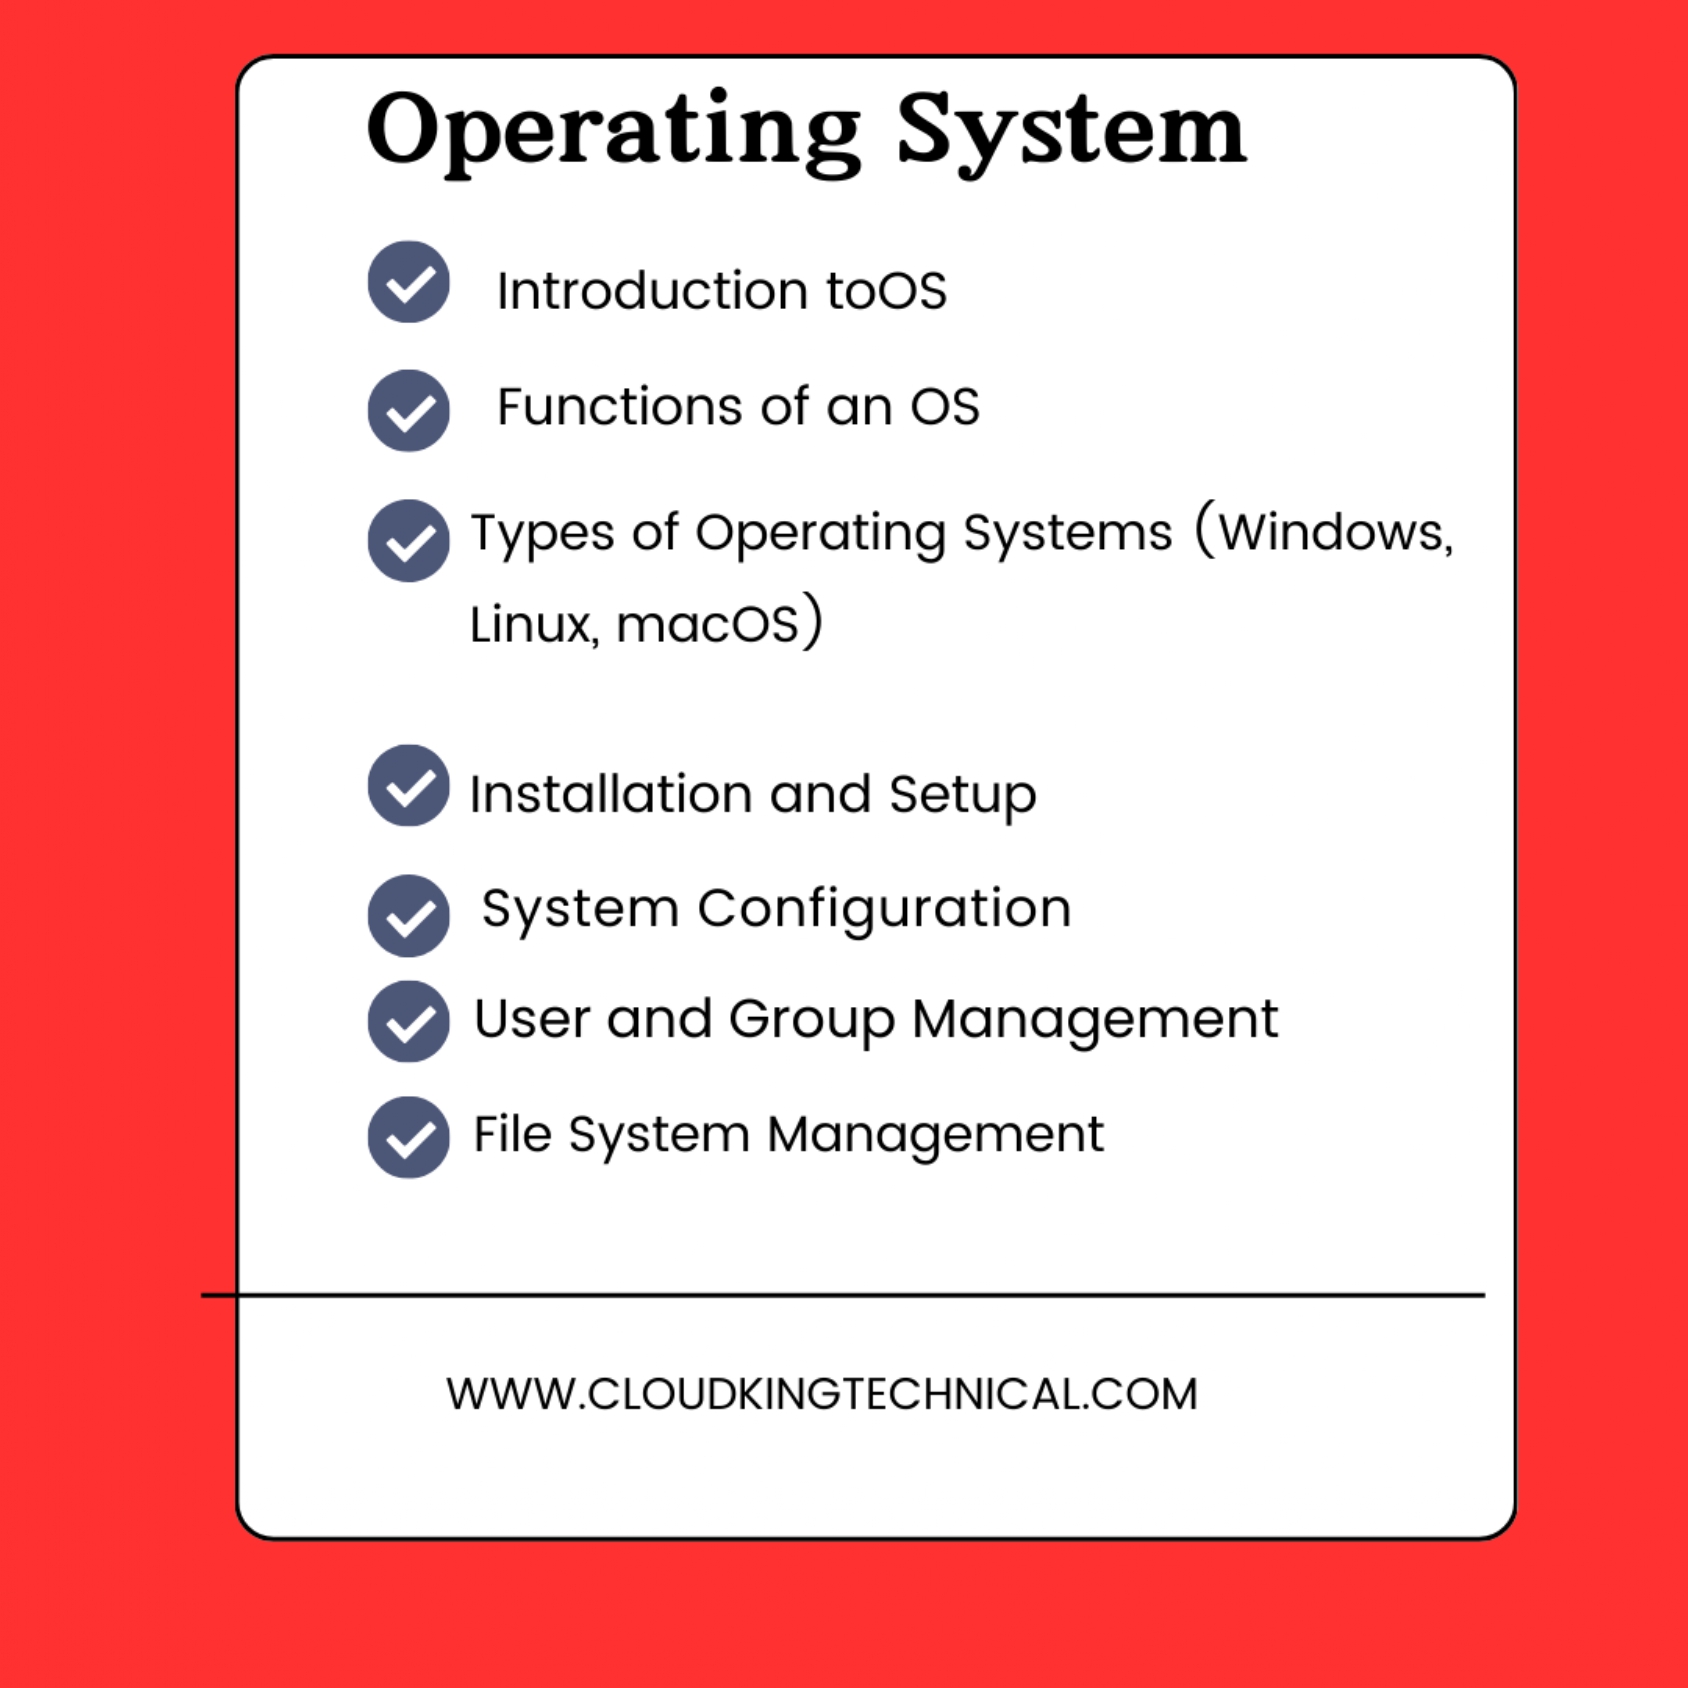 Operating System
Introduction toOS
Functions of an OS
Types of Operating Systems (Windows,
Linux, macOS)
Installation and Setup
System Configuration
User and Group Management
File System Management
WWW.CLOUDKINGTECHNICAL.COM